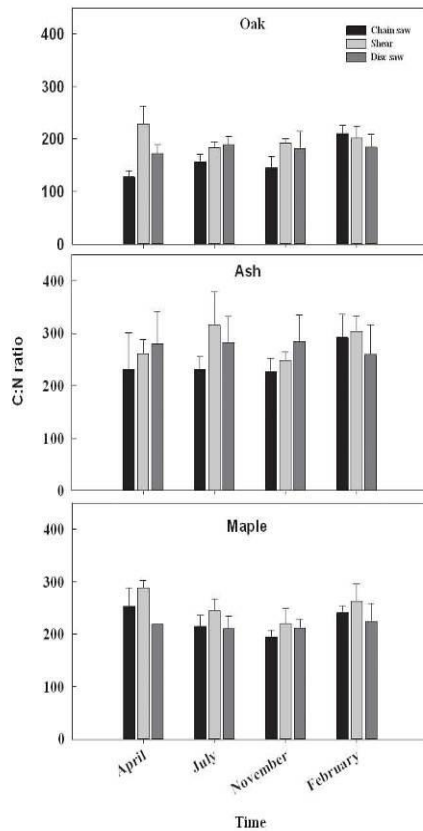 Oak
Chain saw
Shear
Disc saw
400
300
200
100
0
Ash
400
300
200
100
0
C:N ratio
Maple
400
300
200
100
0
April
July
November
February
Time